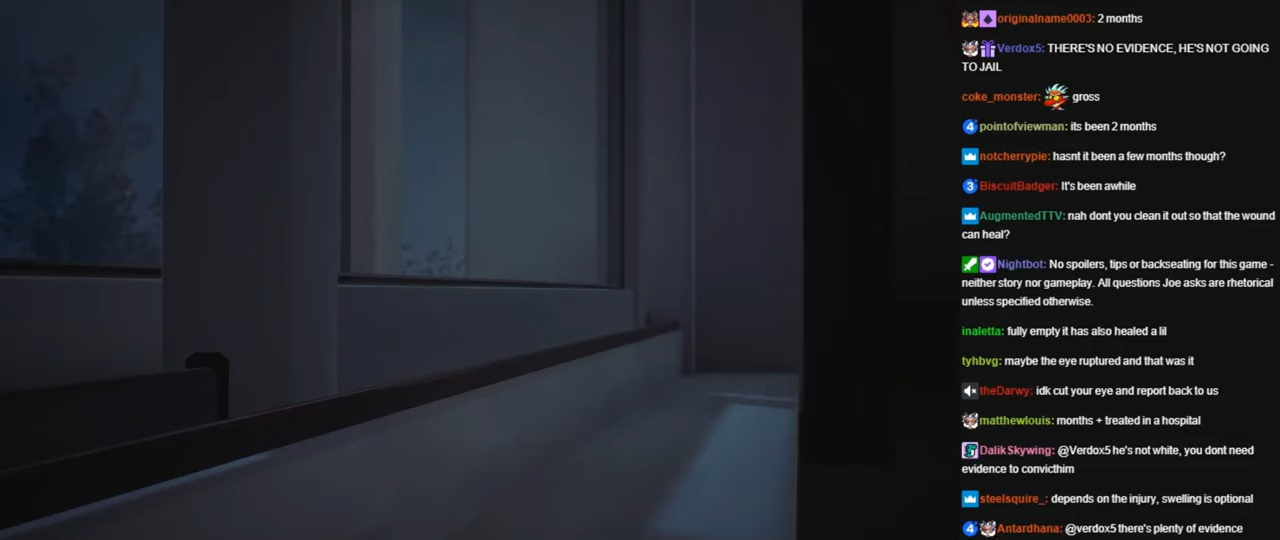 originalname0003: 2 months
Verdox5: THERE'S NO EVIDENCE, HE'S NOT GOING
TO JAIL
coke_monster: gross
4 pointofviewman: its been 2 months
notcherrypie: hasnt it been a few months though?
3 BiscuitBadger: It's been awhile
AugmentedTTV: nah dont you clean it out so that the wound
can heal?
Nightbot: No spoilers, tips or backseating for this game -
neither story nor gameplay. All questions Joe asks are rhetorical
unless specified otherwise.
inaletta: fully empty it has also healed a lil
tyhbvg: maybe the eye ruptured and that was it
theDarwy: idk cut your eye and report back to us
matthewlouis: months + treated in a hospital
DalikSkywing: @Verdox5 he's not white, you dont need
evidence to convicthim
steelsquire_: depends on the injury, swelling is optional
4 Antardhana: @verdox5 there's plenty of evidence